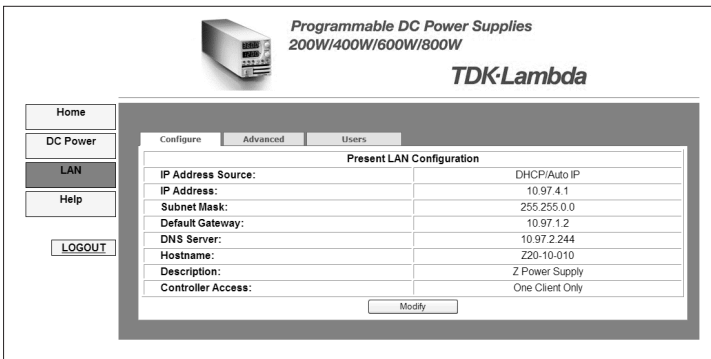 Programmable DC Power Supplies
200W/400W/600W/800W
TDK·Lambda
Home
DC Power
LAN
Help
LOGOUT
Configure Advanced Users
Present LAN Configuration
IP Address Source: DHCP/Auto IP
IP Address: 10.97.4.1
Subnet Mask: 255.255.0.0
Default Gateway: 10.97.1.2
DNS Server: 10.97.2.244
Hostname: Z20-10-010
Description: Z Power Supply
Controller Access: One Client Only
Modify